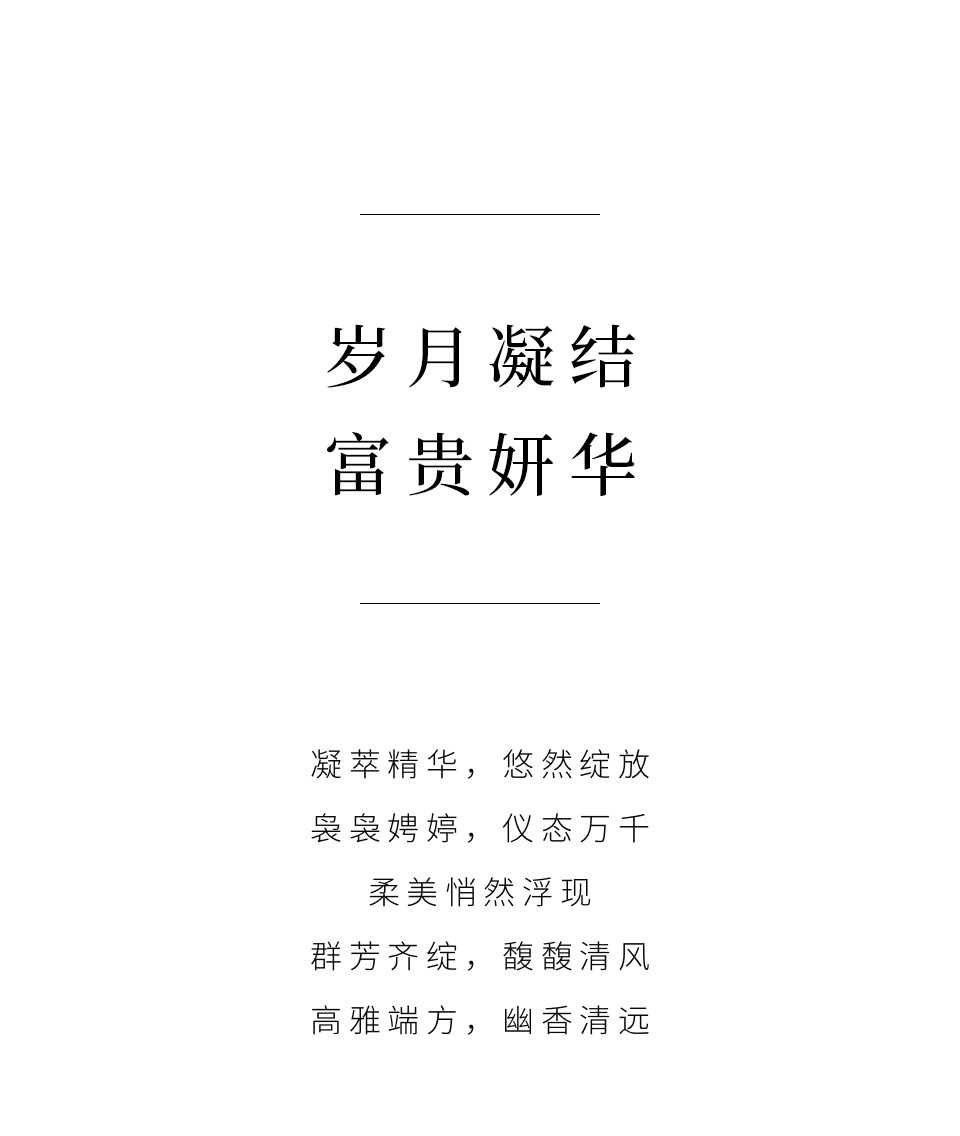 岁月凝结
富贵妍华
凝萃精华，悠然绽放
袅袅娉婷，仪态万千
柔美悄然浮现
群芳齐绽，馥馥清风
高雅端方，幽香清远